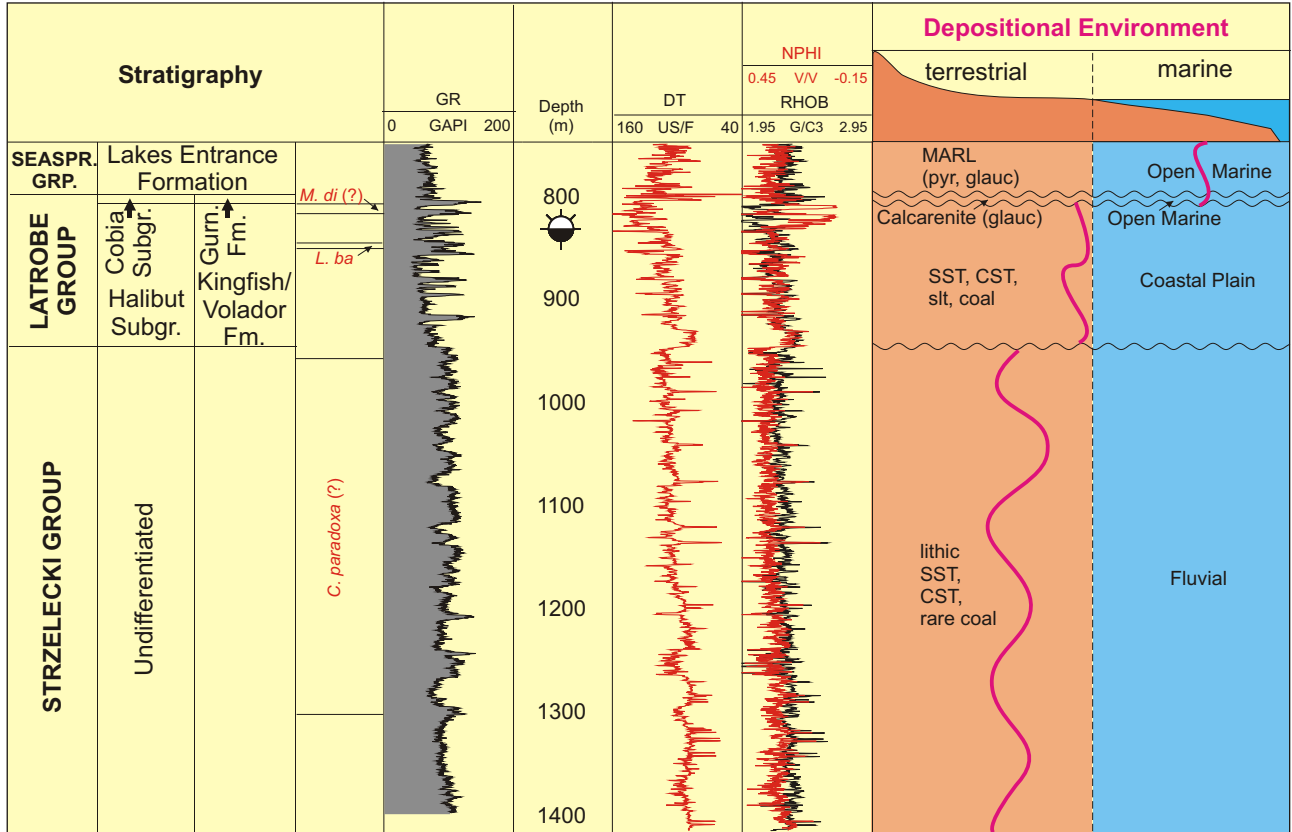 Stratigraphy
GR
0 GAPI 200
Depth
(m)
DT
160 US/F 40
NPHI
0.45 V/V -0.15
RHOB
1.95 G/C3 2.95
Depositional Environment
terrestrial
marine
SEASPR.
GRP.
Lakes Entrance
Formation
LATROBE
GROUP
Cobia
Subgr.
Gurn.
Fm.
Halibut
Subgr.
Kingfish/
Volador
Fm.
M. di (?)
L. ba
STRZELECKI GROUP
Undifferentiated
C. paradoxa (?)
800
900
1000
1100
1200
1300
1400
MARL
(pyr, glauc)
Open Marine
Calcarenite (glauc)
Open Marine
SST, CST,
slt, coal
Coastal Plain
lithic
SST,
CST,
rare coal
Fluvial